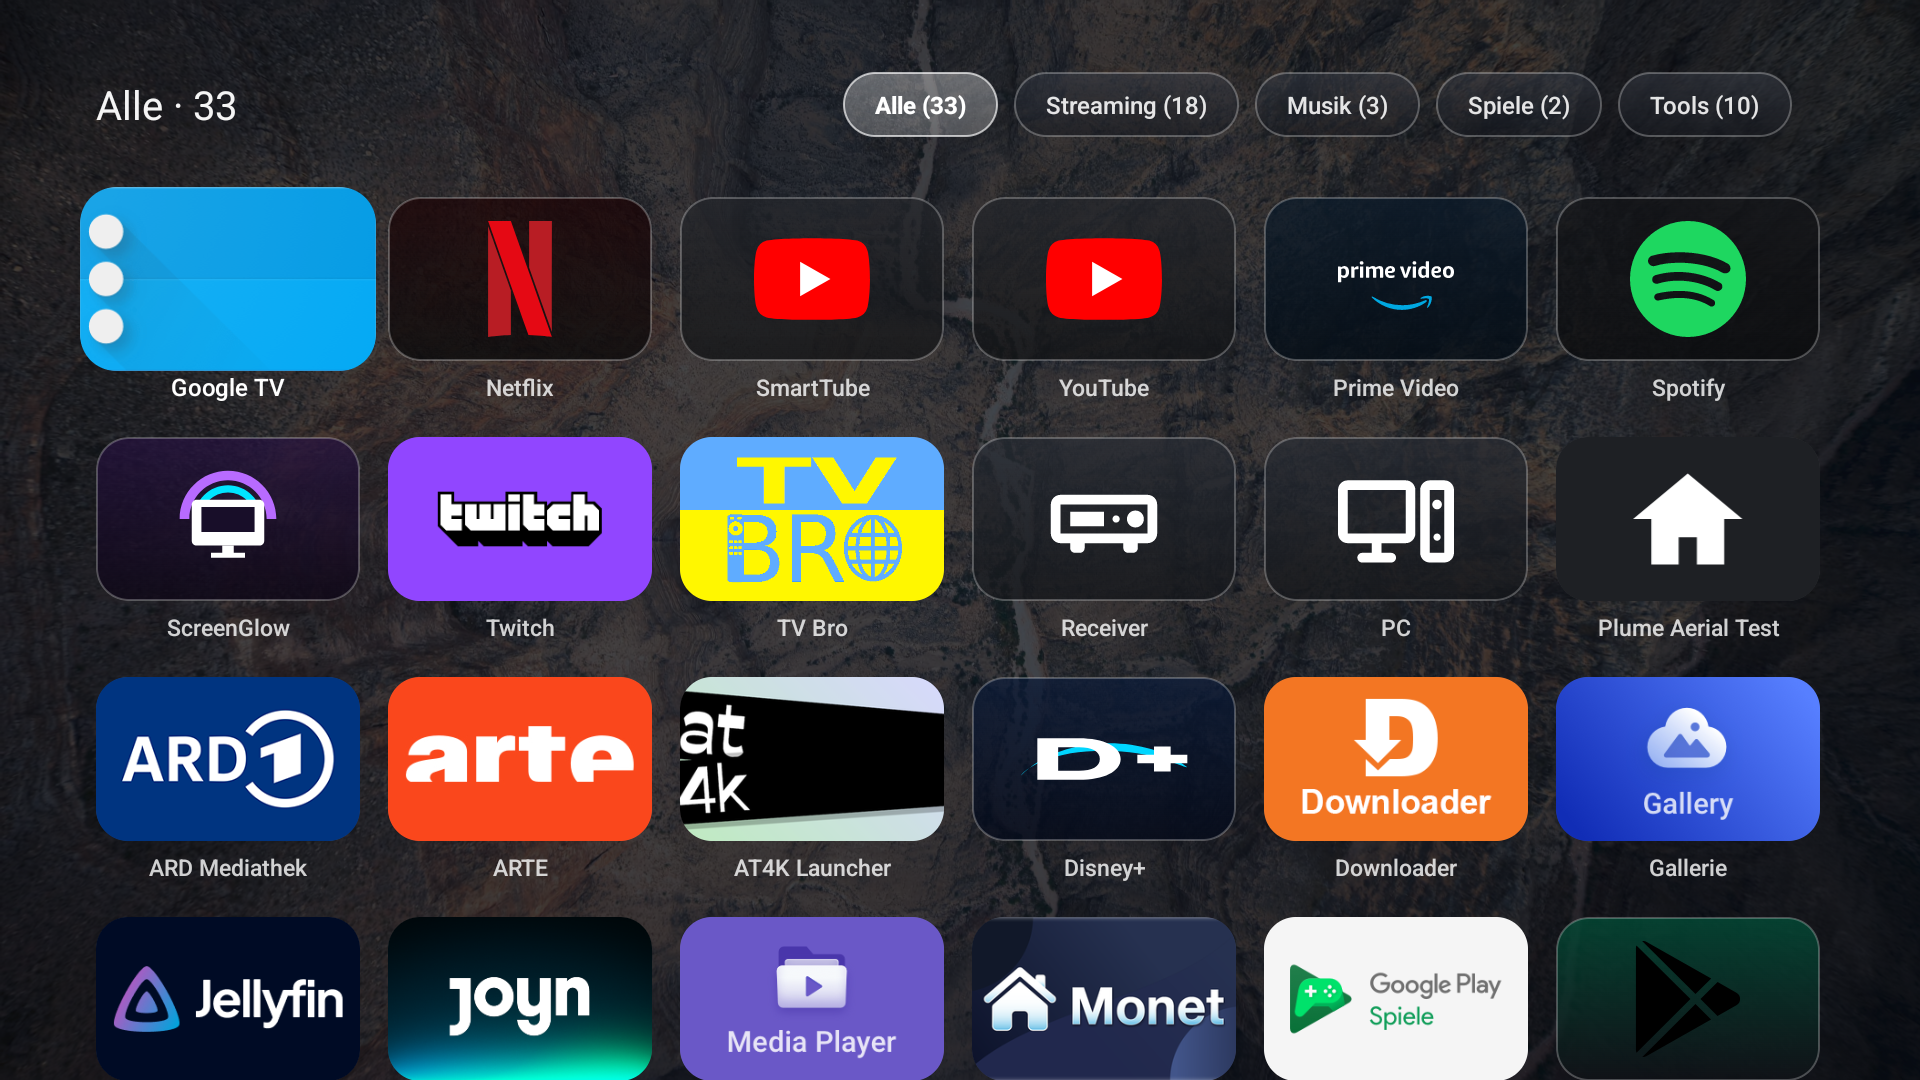 Alle · 33
Alle (33)
Streaming (18)
Musik (3)
Spiele (2)
Tools (10)
prime video
Google TV
Netflix
SmartTube
YouTube
Prime Video
Spotify
twitch
TV
BRO
ScreenGlow
Twitch
TV Bro
Receiver
PC
Plume Aerial Test
ARD 1
arte
at
4k
D+
Downloader
Gallery
ARD Mediathek
ARTE
AT4K Launcher
Disney+
Downloader
Gallerie
Jellyfin
joyn
Media Player
Monet
Google Play
Spiele